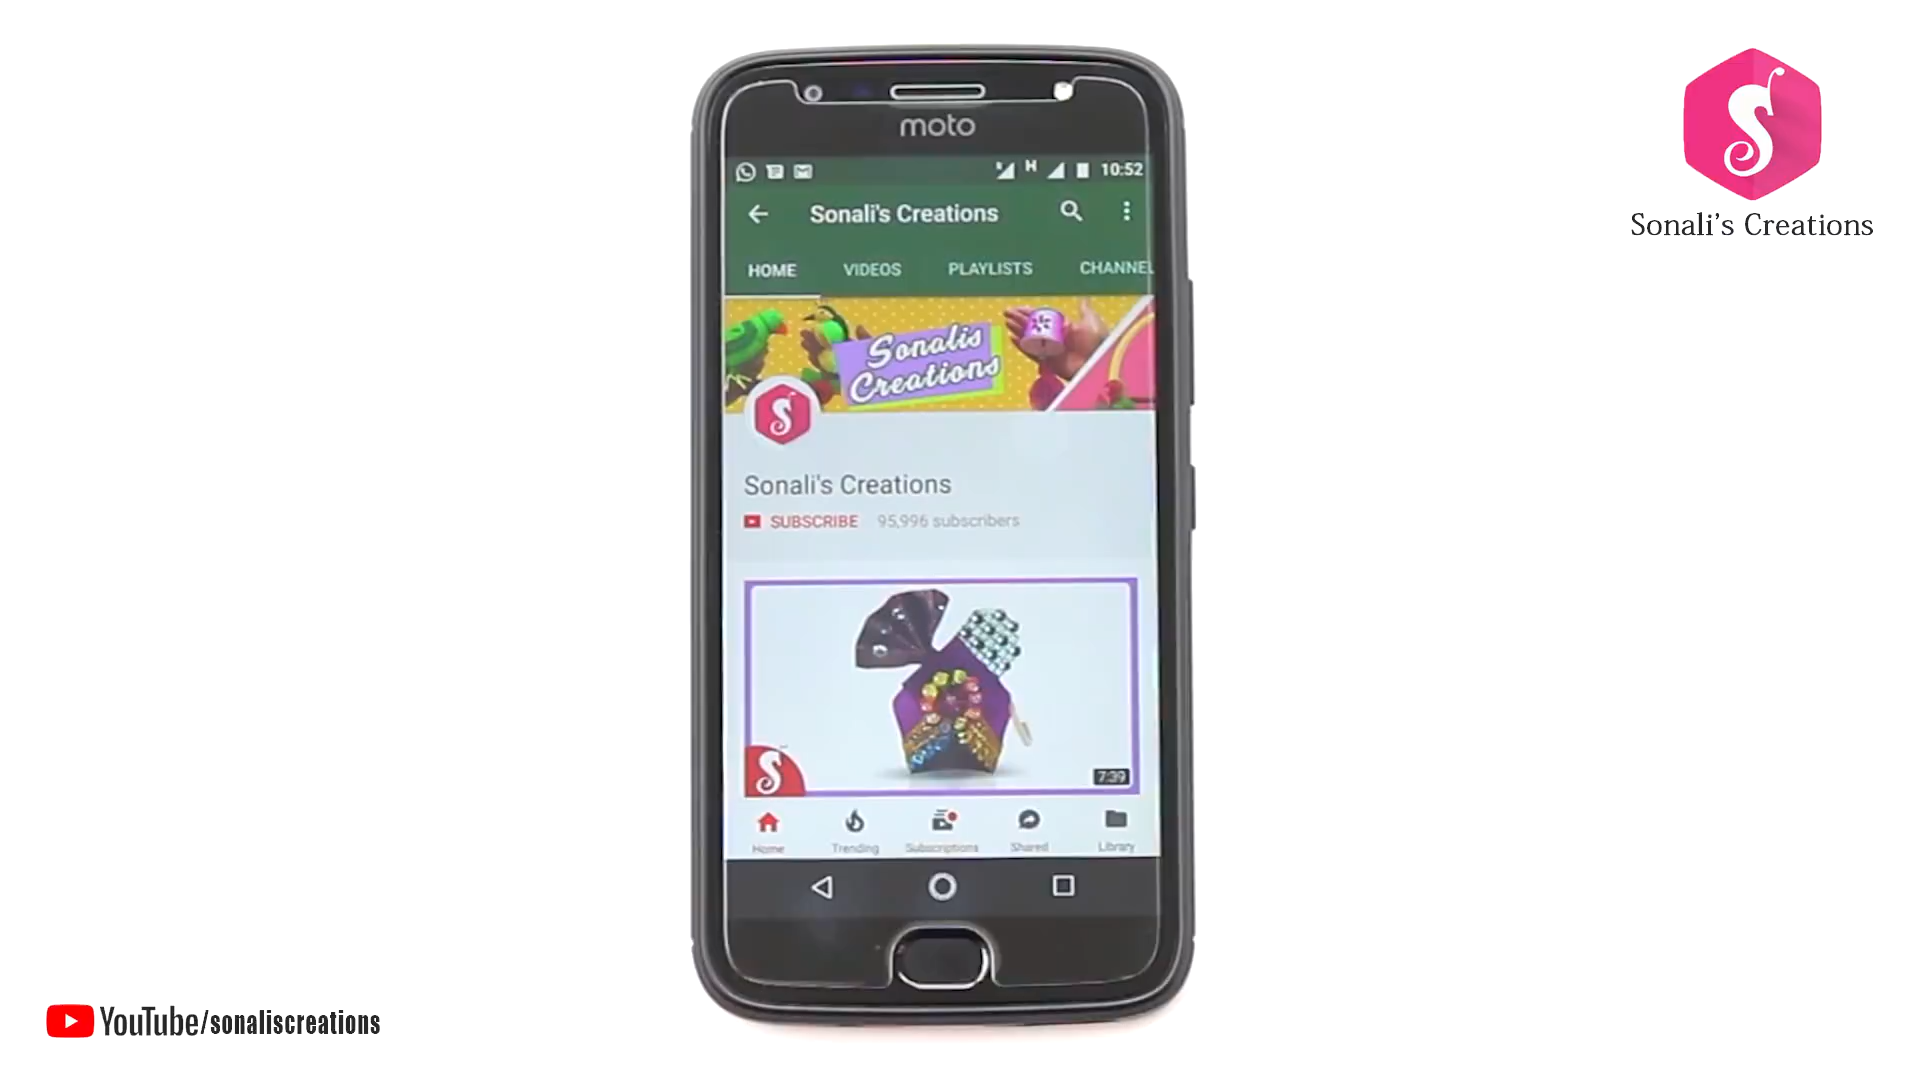 moto
H 10:52
Sonali's Creations
HOME VIDEOS PLAYLISTS CHANNEL
Sonalis
Creations
Sonali's Creations
SUBSCRIBE 95,996 subscribers
7:39
Home Trending Subscriptions Shared Library
Sonali's Creations
YouTube/sonaliscreations